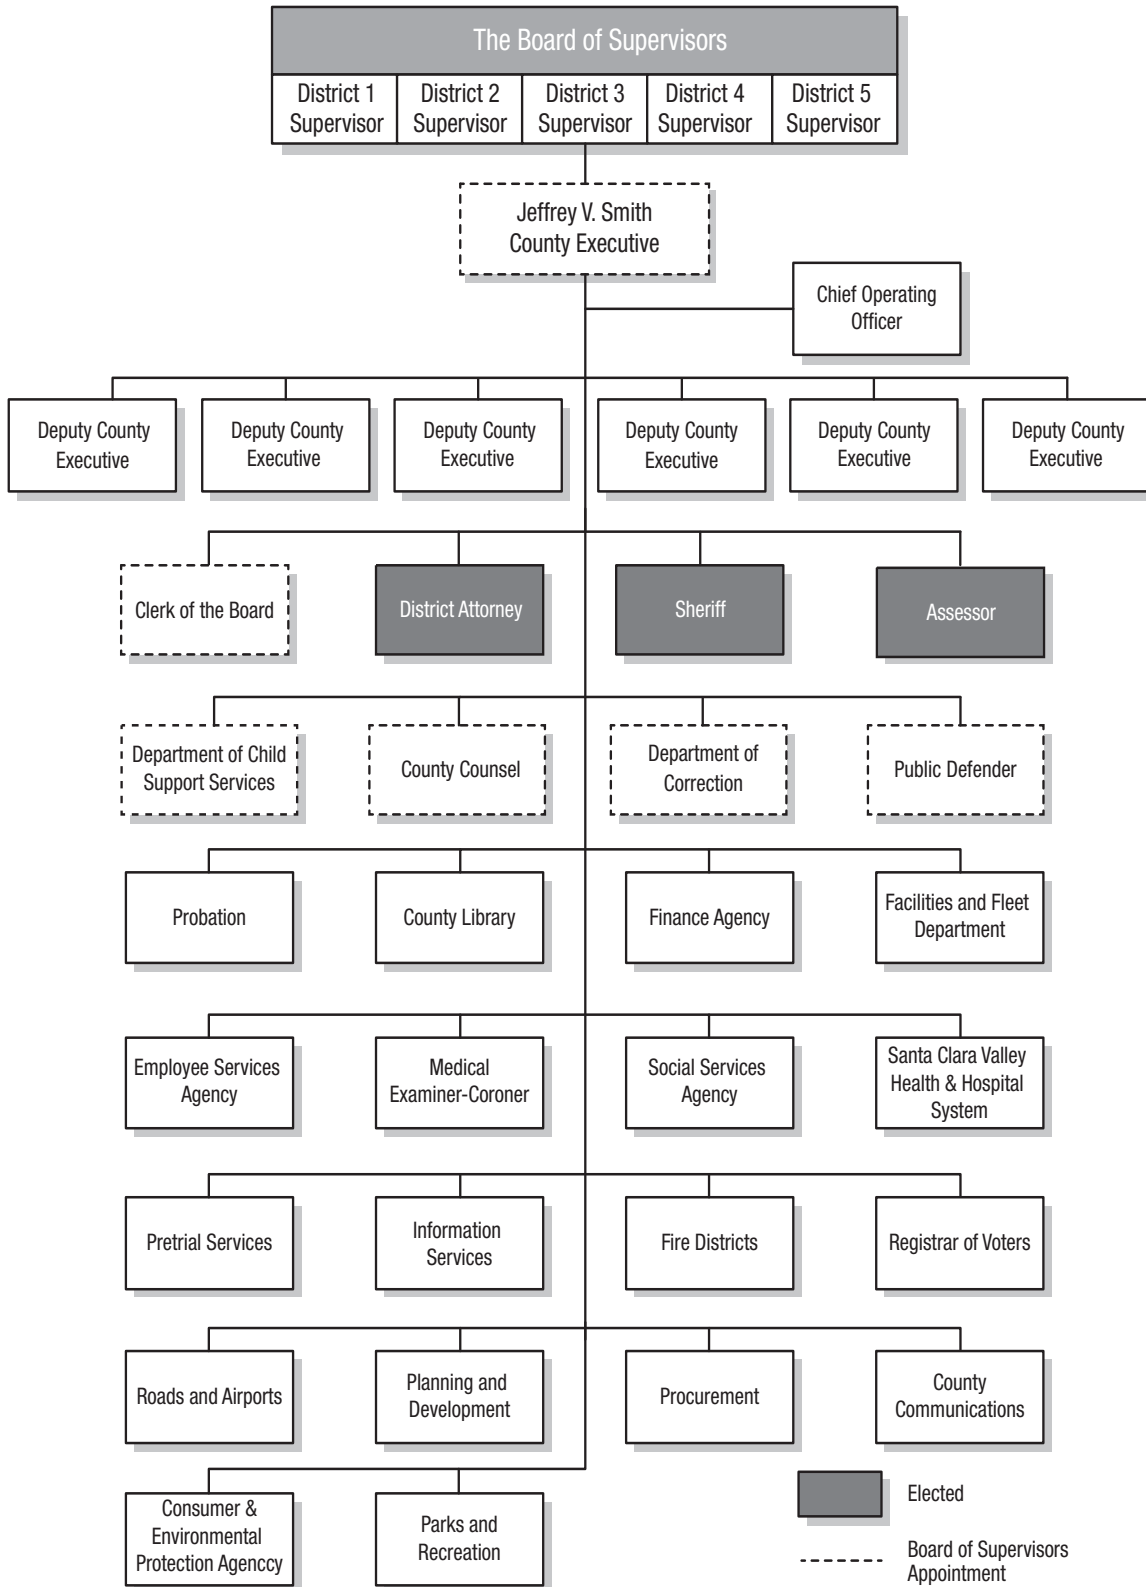 The Board of Supervisors
District 1
Supervisor
District 2
Supervisor
District 3
Supervisor
District 4
Supervisor
District 5
Supervisor
Jeffrey V. Smith
County Executive
Chief Operating
Officer
Deputy County
Executive
Deputy County
Executive
Deputy County
Executive
Deputy County
Executive
Deputy County
Executive
Deputy County
Executive
Clerk of the Board
District Attorney
Sheriff
Assessor
Department of Child
Support Services
County Counsel
Department of
Correction
Public Defender
Probation
County Library
Finance Agency
Facilities and Fleet
Department
Employee Services
Agency
Medical
Examiner-Coroner
Social Services
Agency
Santa Clara Valley
Health & Hospital
System
Pretrial Services
Information
Services
Fire Districts
Registrar of Voters
Roads and Airports
Planning and
Development
Procurement
County
Communications
Consumer &
Environmental
Protection Agenccy
Parks and
Recreation
Elected
Board of Supervisors
Appointment